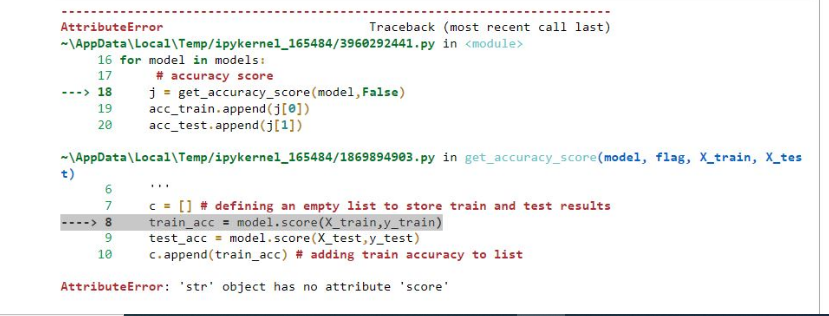 ---------------------------------------------------------------------------
AttributeError                            Traceback (most recent call last)
~\AppData\Local\Temp/ipykernel_165484/3960292441.py in <module>
     16 for model in models:
     17     # accuracy score
---> 18     j = get_accuracy_score(model,False)
     19     acc_train.append(j[0])
     20     acc_test.append(j[1])
~\AppData\Local\Temp/ipykernel_165484/1869894903.py in get_accuracy_score(model, flag, X_train, X_tes
t)
      6     '''
      7     c = [] # defining an empty list to store train and test results
----> 8     train_acc = model.score(X_train,y_train)
      9     test_acc = model.score(X_test,y_test)
     10     c.append(train_acc) # adding train accuracy to list
AttributeError: 'str' object has no attribute 'score'